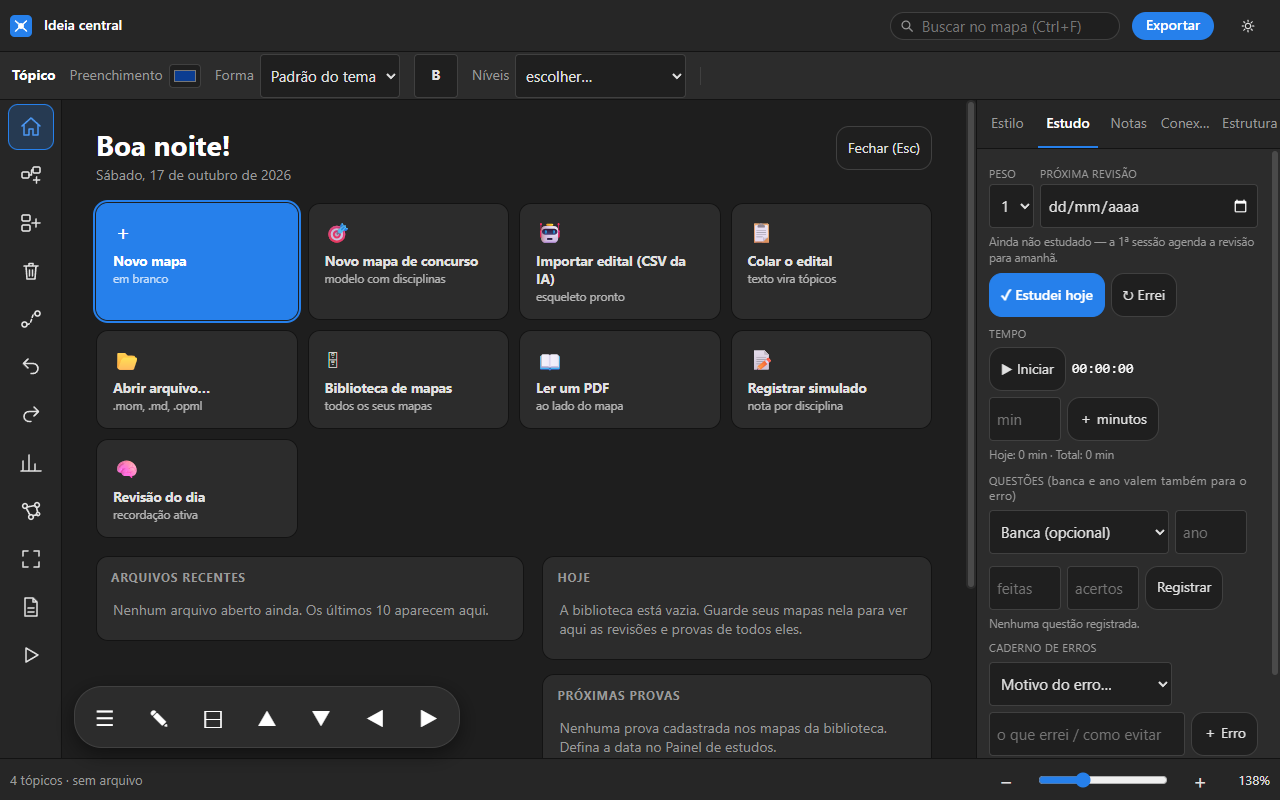 Ideia central
Buscar no mapa (Ctrl+F)
Exportar
Tópico
Preenchimento
Forma
Padrão do tema
B
Níveis
escolher...
Boa noite!
Sábado, 17 de outubro de 2026
Fechar (Esc)
+
Novo mapa
em branco
Novo mapa de concurso
modelo com disciplinas
Importar edital (CSV da
IA)
esqueleto pronto
Colar o edital
texto vira tópicos
Abrir arquivo...
.mom, .md, .opml
Biblioteca de mapas
todos os seus mapas
Ler um PDF
ao lado do mapa
Registrar simulado
nota por disciplina
Revisão do dia
recordação ativa
ARQUIVOS RECENTES
Nenhum arquivo aberto ainda. Os últimos 10 aparecem aqui.
HOJE
A biblioteca está vazia. Guarde seus mapas nela para ver
aqui as revisões e provas de todos eles.
PRÓXIMAS PROVAS
Nenhuma prova cadastrada nos mapas da biblioteca.
Defina a data no Painel de estudos.
Estilo
Estudo
Notas
Conex...
Estrutura
PESO
PRÓXIMA REVISÃO
1
dd/mm/aaaa
Ainda não estudado — a 1ª sessão agenda a revisão
para amanhã.
✓ Estudei hoje
↻ Errei
TEMPO
▶ Iniciar
00:00:00
min
+ minutos
Hoje: 0 min · Total: 0 min
QUESTÕES (banca e ano valem também para o
erro)
Banca (opcional)
ano
feitas
acertos
Registrar
Nenhuma questão registrada.
CADERNO DE ERROS
Motivo do erro...
o que errei / como evitar
+ Erro
4 tópicos · sem arquivo
−
+
138%